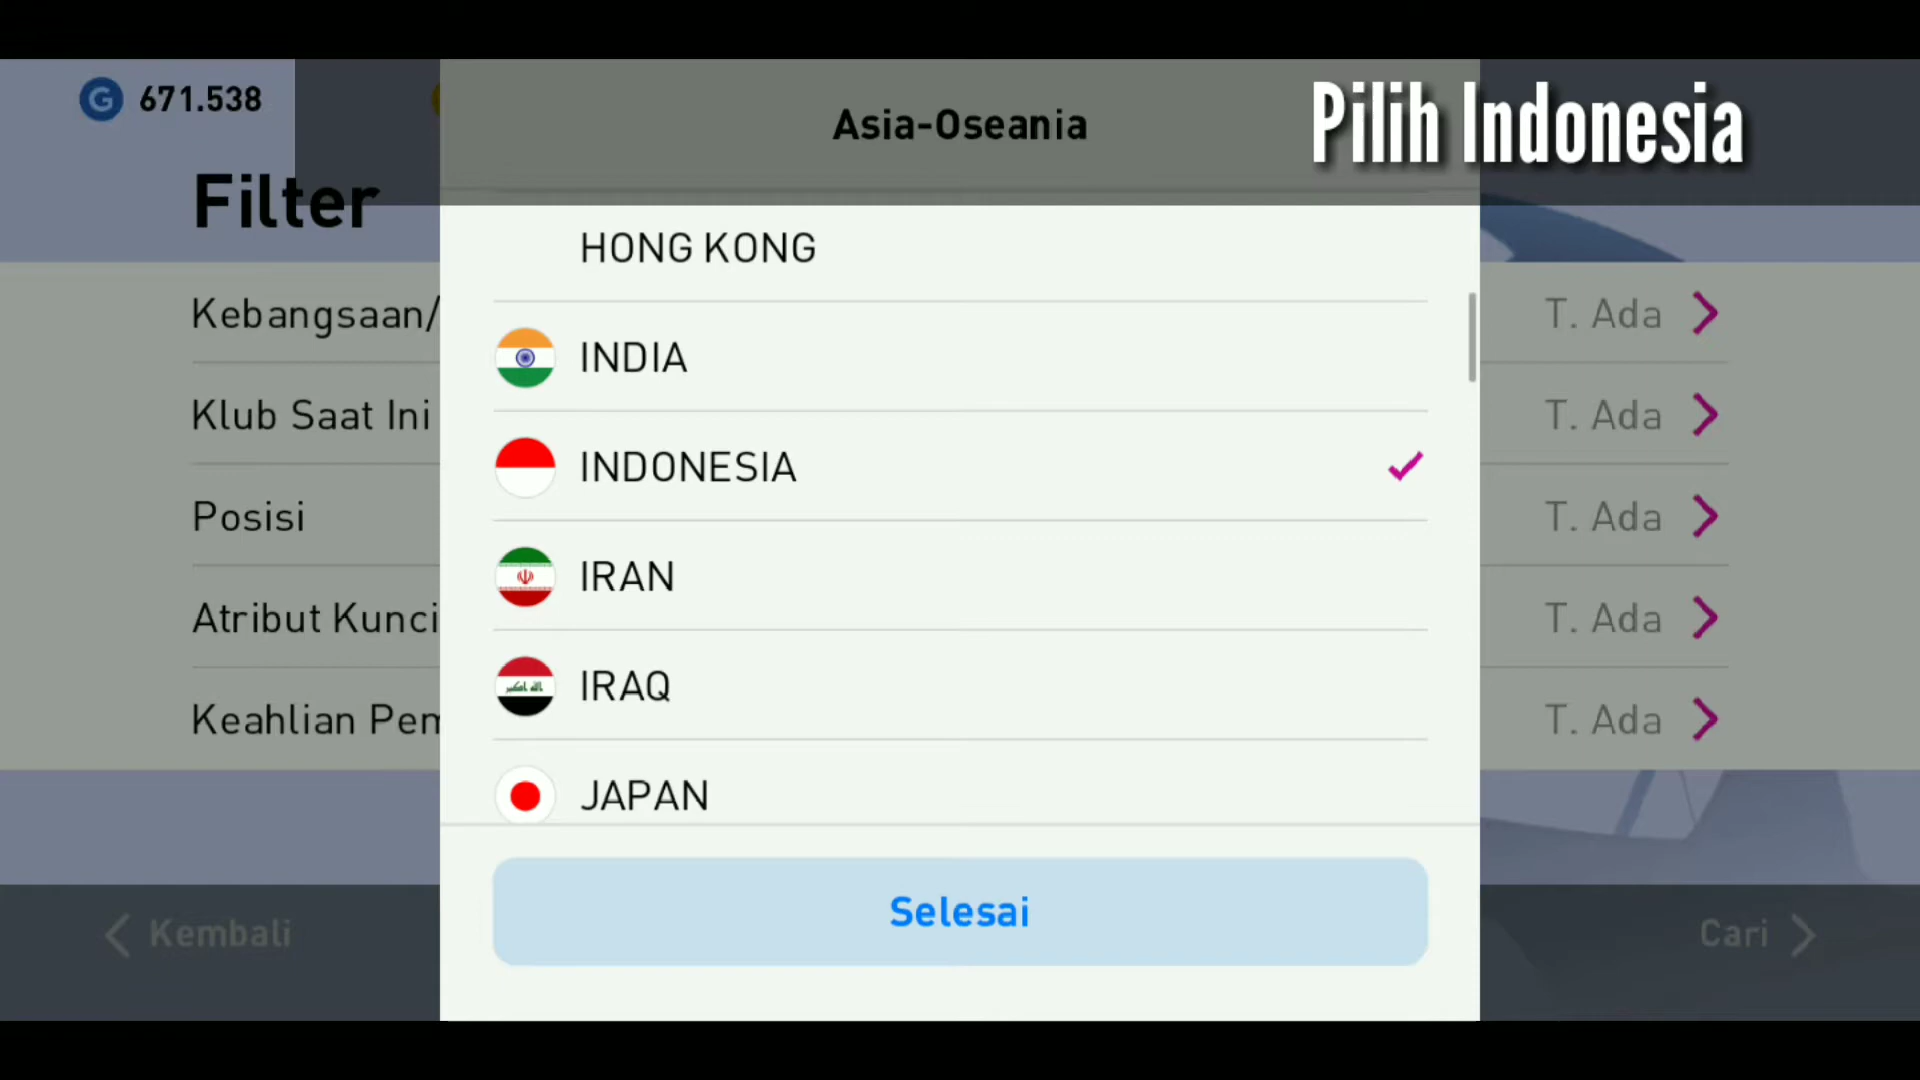 G 671.538
Asia-Oseania
Pilih Indonesia
Filter
HONG KONG
Kebangsaan/
T. Ada
INDIA
Klub Saat Ini
T. Ada
INDONESIA
Posisi
T. Ada
IRAN
Atribut Kunci
T. Ada
IRAQ
Keahlian Pem
T. Ada
JAPAN
Selesai
Kembali
Cari